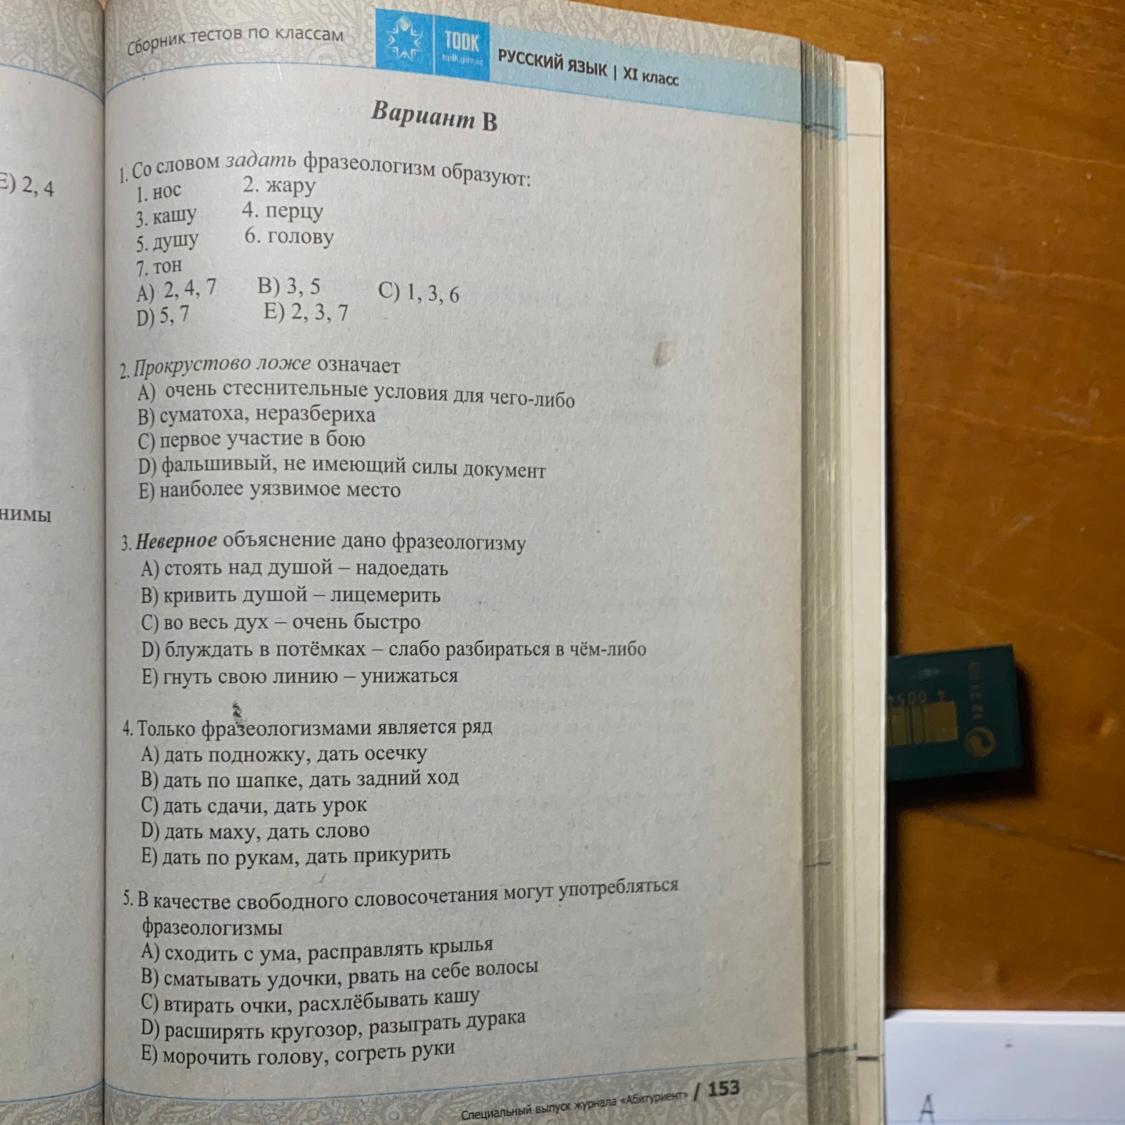 Сборник тестов по классам
TQDK
РУССКИЙ ЯЗЫК | XI класс
Вариант В
Е) 2, 4
нимы
1. Со словом задать фразеологизм образуют:
1. нос 2. жару
3. кашу 4. перцу
5. душу 6. голову
7. тон
A) 2, 4, 7 B) 3, 5 C) 1, 3, 6
D) 5, 7 E) 2, 3, 7
2. Прокрустово ложе означает
A) очень стеснительные условия для чего-либо
B) суматоха, неразбериха
C) первое участие в бою
D) фальшивый, не имеющий силы документ
E) наиболее уязвимое место
3. Неверное объяснение дано фразеологизму
A) стоять над душой – надоедать
B) кривить душой – лицемерить
C) во весь дух – очень быстро
D) блуждать в потёмках – слабо разбираться в чём-либо
E) гнуть свою линию – унижаться
4. Только фразеологизмами является ряд
A) дать подножку, дать осечку
B) дать по шапке, дать задний ход
C) дать сдачи, дать урок
D) дать маху, дать слово
E) дать по рукам, дать прикурить
5. В качестве свободного словосочетания могут употребляться
фразеологизмы
A) сходить с ума, расправлять крылья
B) сматывать удочки, рвать на себе волосы
C) втирать очки, расхлёбывать кашу
D) расширять кругозор, разыграть дурака
E) морочить голову, согреть руки
Специальный выпуск журнала «Абитуриент» / 153
А